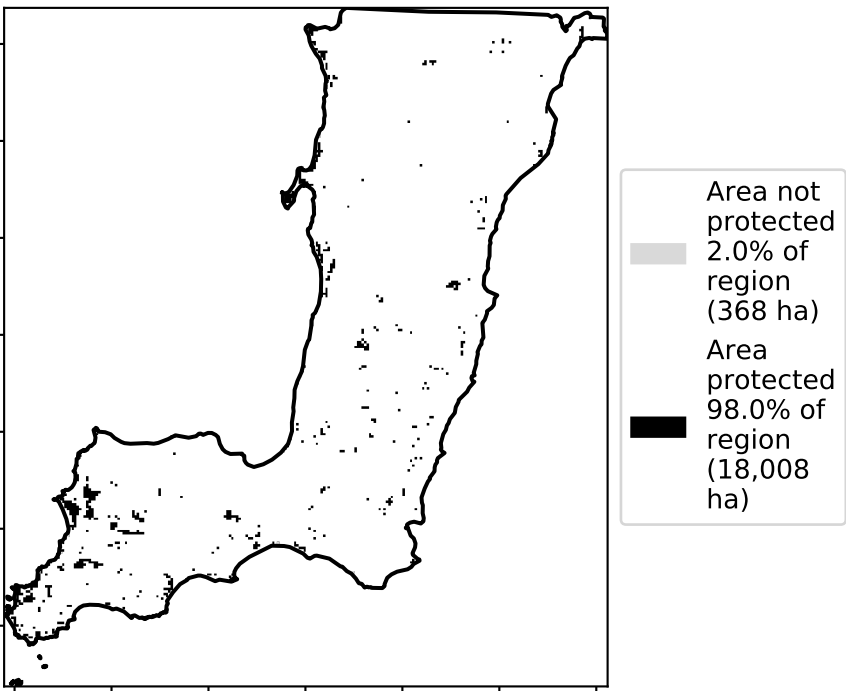 Area not
protected
2.0% of
region
(368 ha)
Area
protected
98.0% of
region
(18,008
ha)